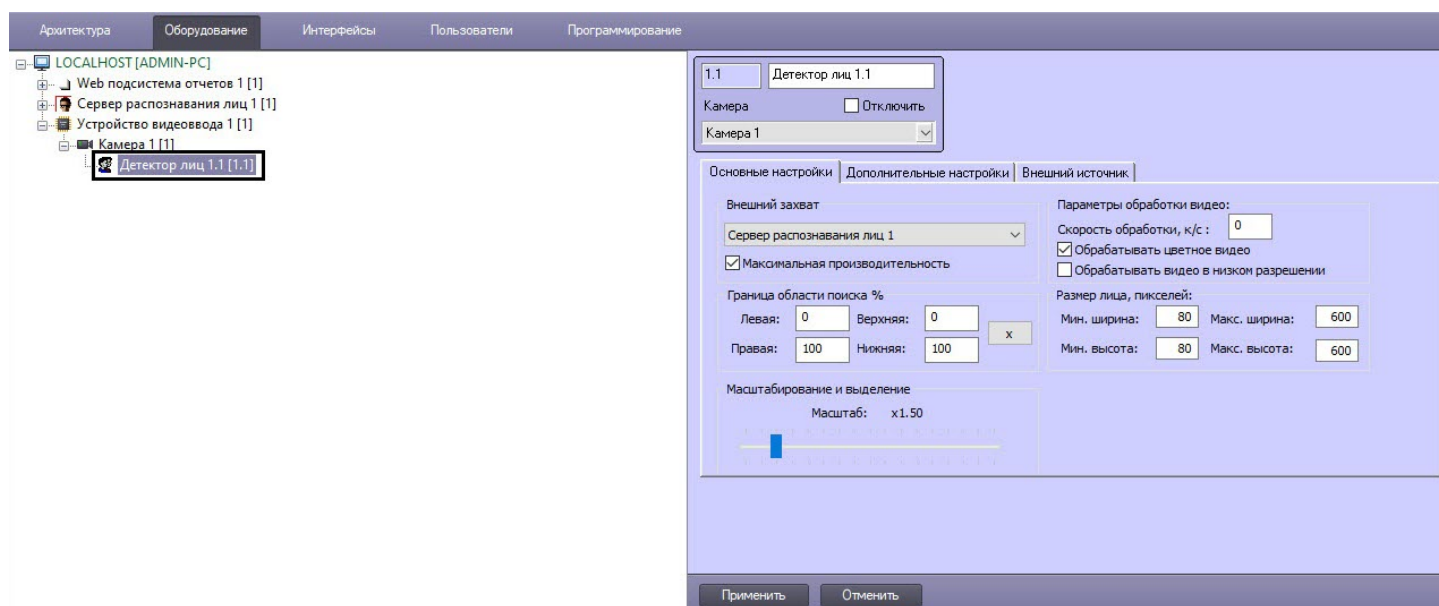 Архитектура Оборудование Интерфейсы Пользователи Программирование
LOCALHOST [ADMIN-PC]
Web подсистема отчетов 1 [1]
Сервер распознавания лиц 1 [1]
Устройство видеоввода 1 [1]
Камера 1 [1]
Детектор лиц 1.1 [1.1]
1.1 Детектор лиц 1.1
Камера Отключить
Камера 1
Основные настройки Дополнительные настройки Внешний источник
Внешний захват
Сервер распознавания лиц 1
Максимальная производительность
Параметры обработки видео:
Скорость обработки, к/с : 0
Обрабатывать цветное видео
Обрабатывать видео в низком разрешении
Граница области поиска %
Левая: 0 Верхняя: 0
x
Правая: 100 Нижняя: 100
Размер лица, пикселей:
Мин. ширина: 80 Макс. ширина: 600
Мин. высота: 80 Макс. высота: 600
Масштабирование и выделение
Масштаб: x1.50
Применить Отменить